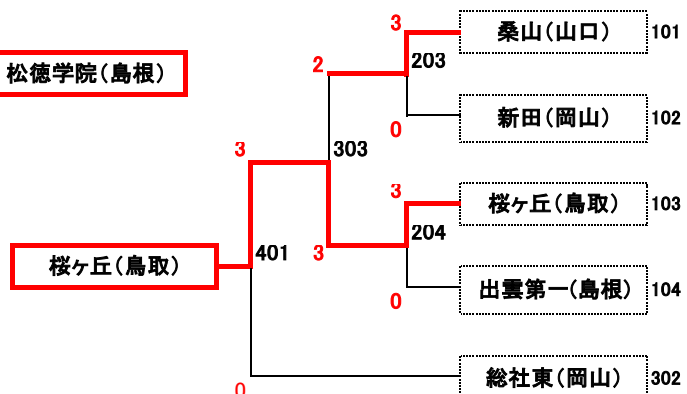 3
桑山(山口) 101
2 203
松徳学院(島根)
新田(岡山) 102
0
3 303
3
桜ヶ丘(鳥取) 103
204
401 3
桜ヶ丘(鳥取)
出雲第一(島根) 104
0
総社東(岡山) 302
0